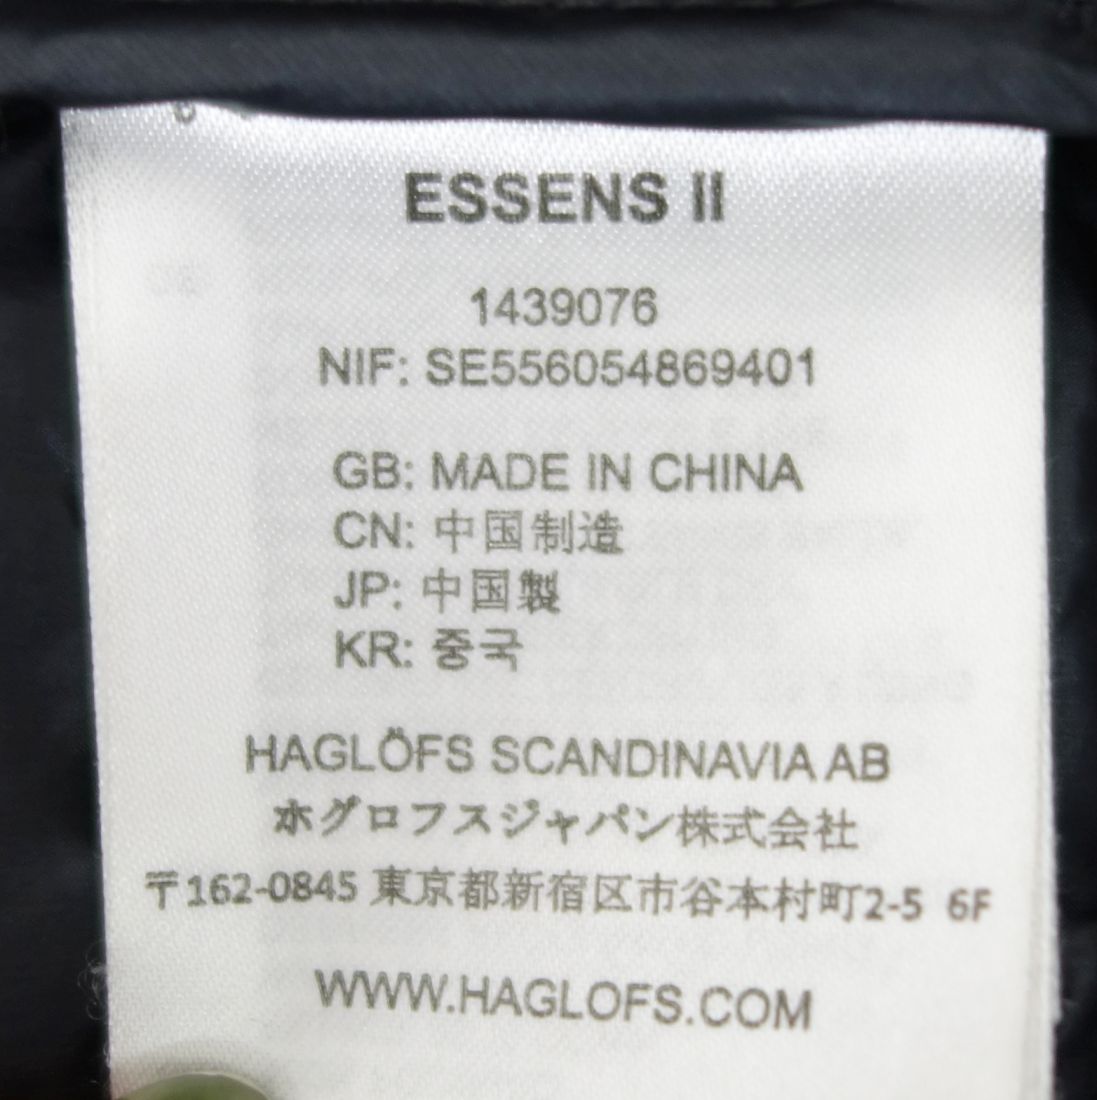 ESSENS II
1439076
NIF: SE556054869401
GB: MADE IN CHINA
CN: 中国制造
JP: 中国製
KR: 중국
HAGLÖFS SCANDINAVIA AB
ホグロフスジャパン株式会社
〒162-0845 東京都新宿区市谷本村町2-5 6F
WWW.HAGLOFS.COM